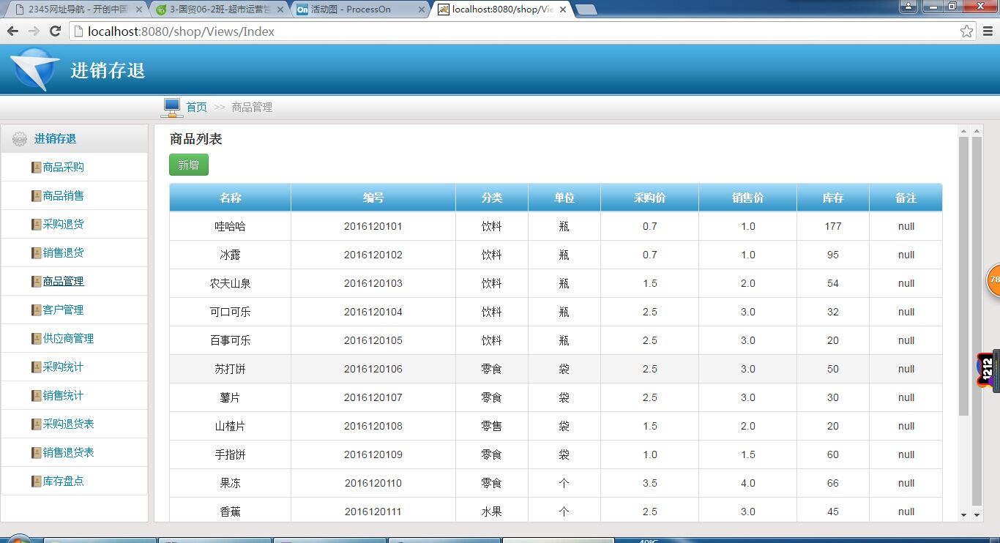 2345网址导航 - 开创中国
3-国贸06-2班-超市运营管
活动图 - ProcessOn
localhost:8080/shop/Vie
localhost:8080/shop/Views/Index
进销存退
首页 >> 商品管理
进销存退
商品采购
商品销售
采购退货
销售退货
商品管理
客户管理
供应商管理
采购统计
销售统计
采购退货表
销售退货表
库存盘点
商品列表
新增
名称 编号 分类 单位 采购价 销售价 库存 备注
哇哈哈 2016120101 饮料 瓶 0.7 1.0 177 null
冰露 2016120102 饮料 瓶 0.7 1.0 95 null
农夫山泉 2016120103 饮料 瓶 1.5 2.0 54 null
可口可乐 2016120104 饮料 瓶 2.5 3.0 32 null
百事可乐 2016120105 饮料 瓶 2.5 3.0 20 null
苏打饼 2016120106 零食 袋 2.5 3.0 50 null
薯片 2016120107 零食 袋 2.5 3.0 30 null
山楂片 2016120108 零售 袋 1.5 2.0 20 null
手指饼 2016120109 零食 袋 1.0 1.5 60 null
果冻 2016120110 零食 个 3.5 4.0 66 null
香蕉 2016120111 水果 个 2.5 3.0 45 null
78
1212